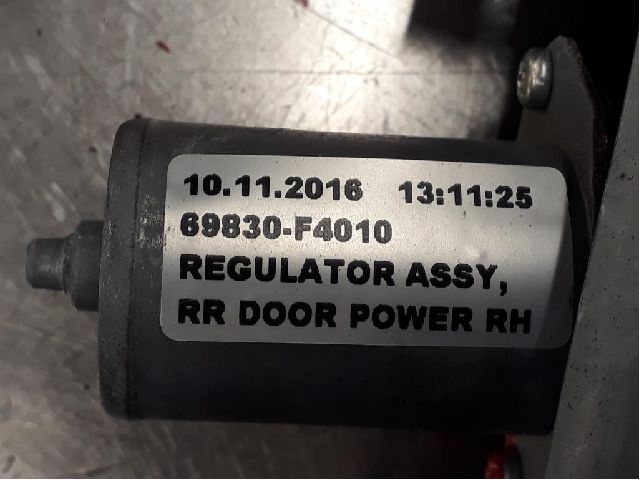 10.11.2016 13:11:25
69830-F4010
REGULATOR ASSY,
RR DOOR POWER RH